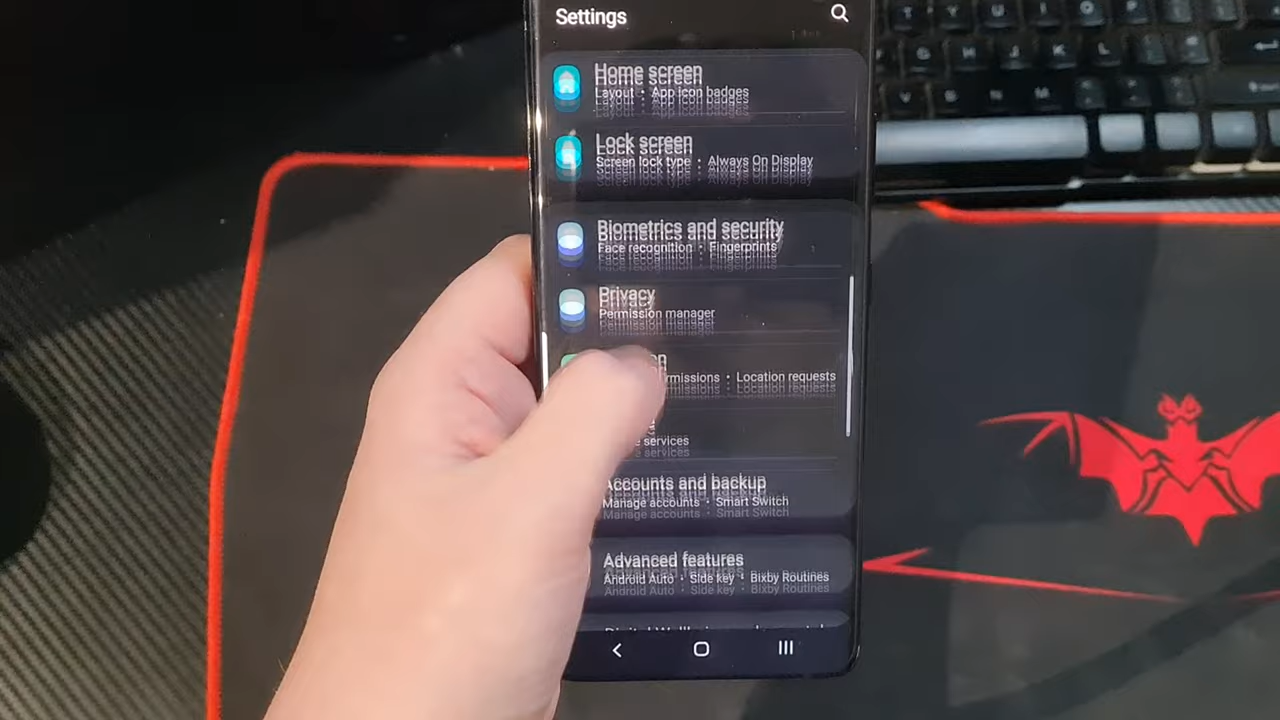 Settings
Home screen
Layout • App icon badges
Lock screen
Screen lock type • Always On Display
Biometrics and security
Face recognition • Fingerprints
Privacy
Permission manager
Location requests
services
Accounts and backup
Manage accounts • Smart Switch
Advanced features
Android Auto • Side key • Bixby Routines
T Y U I O P
G H J K L
V B N M